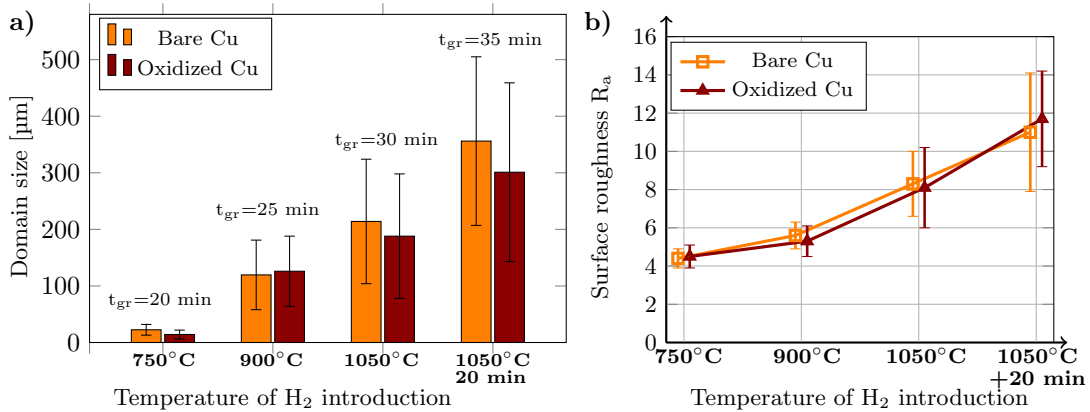 a)
Bare Cu
Oxidized Cu
t_gr=20 min
t_gr=25 min
t_gr=30 min
t_gr=35 min
500
400
300
200
100
0
Domain size [µm]
750°C
900°C
1050°C
1050°C
20 min
Temperature of H₂ introduction
b)
Bare Cu
Oxidized Cu
16
14
12
10
8
6
4
2
0
Surface roughness Rₐ
750°C
900°C
1050°C
1050°C
+20 min
Temperature of H₂ introduction